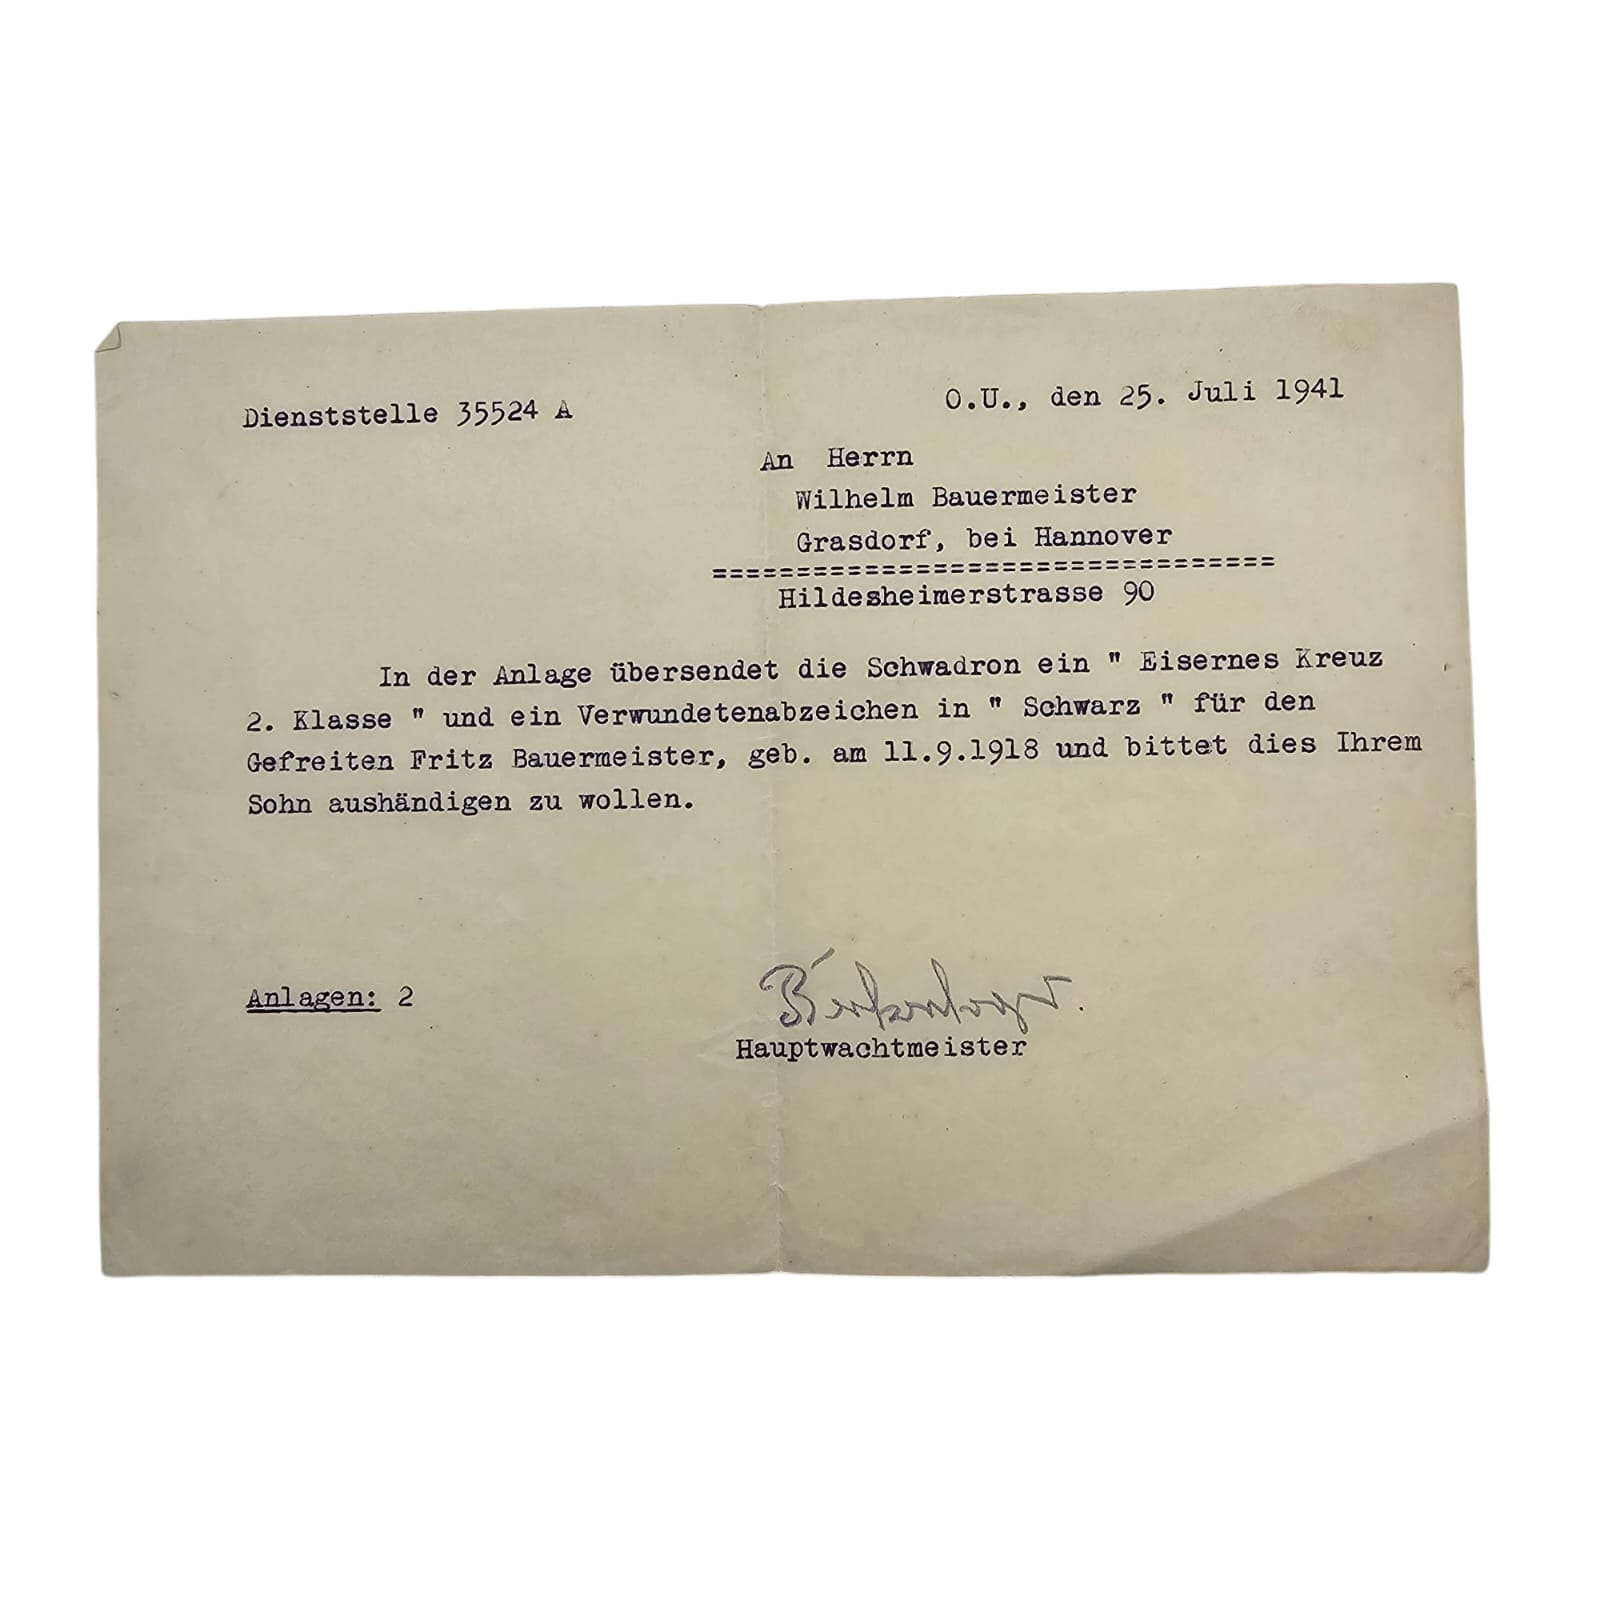 Dienststelle 35524 A
O.U., den 25. Juli 1941
An Herrn
Wilhelm Bauermeister
Grasdorf, bei Hannover
=================================
Hildesheimerstrasse 90
In der Anlage übersendet die Schwadron ein " Eisernes Kreuz
2. Klasse " und ein Verwundetenabzeichen in " Schwarz " für den
Gefreiten Fritz Bauermeister, geb. am 11.9.1918 und bittet dies Ihrem
Sohn aushändigen zu wollen.
Anlagen: 2
Hauptwachtmeister